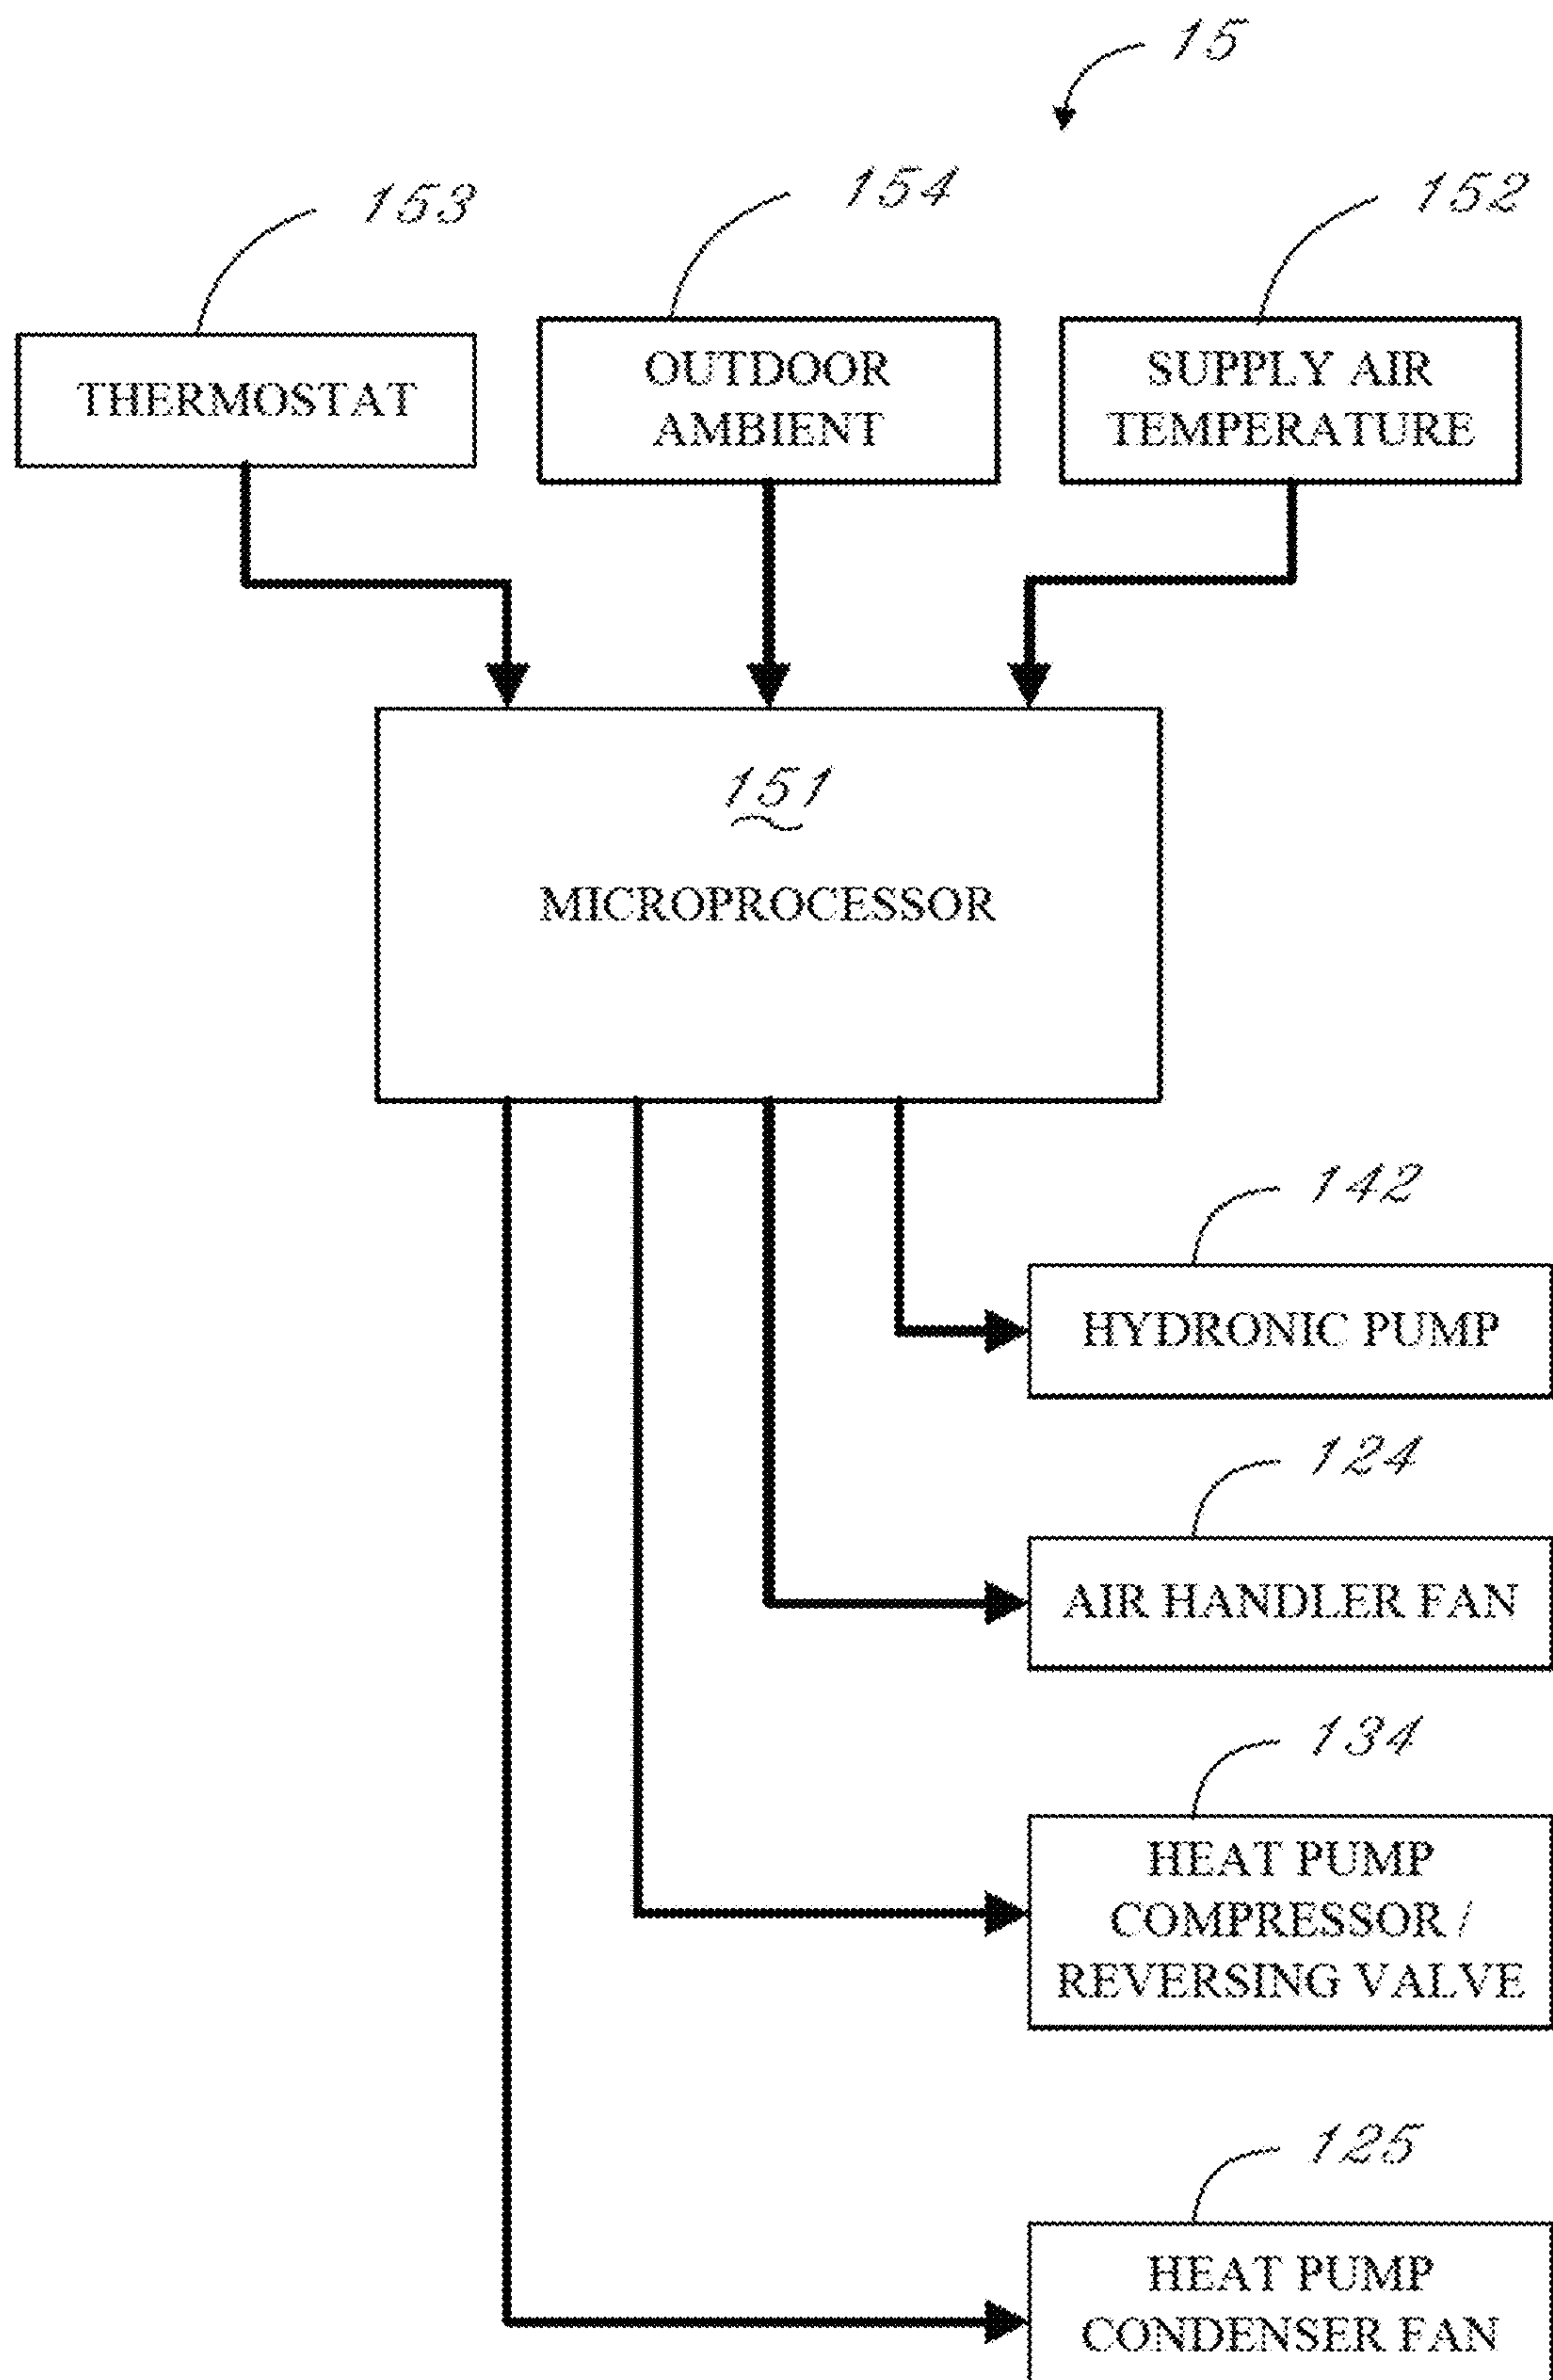 15
153
154
152
THERMOSTAT
OUTDOOR
AMBIENT
SUPPLY AIR
TEMPERATURE
151
MICROPROCESSOR
142
HYDRONIC PUMP
124
AIR HANDLER FAN
134
HEAT PUMP
COMPRESSOR /
REVERSING VALVE
125
HEAT PUMP
CONDENSER FAN